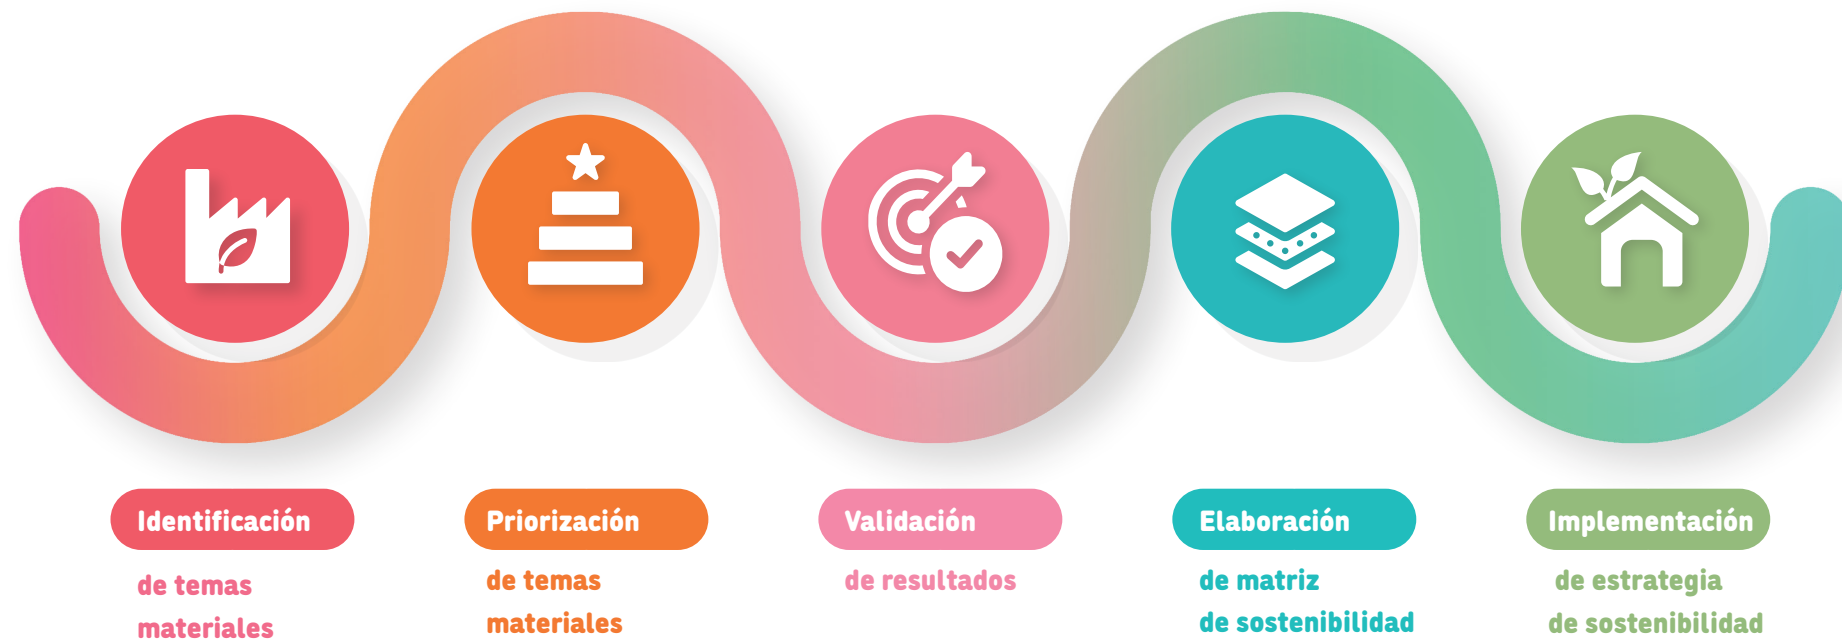 Identificación
de temas
materiales
Priorización
de temas
materiales
Validación
de resultados
Elaboración
de matriz
de sostenibilidad
Implementación
de estrategia
de sostenibilidad